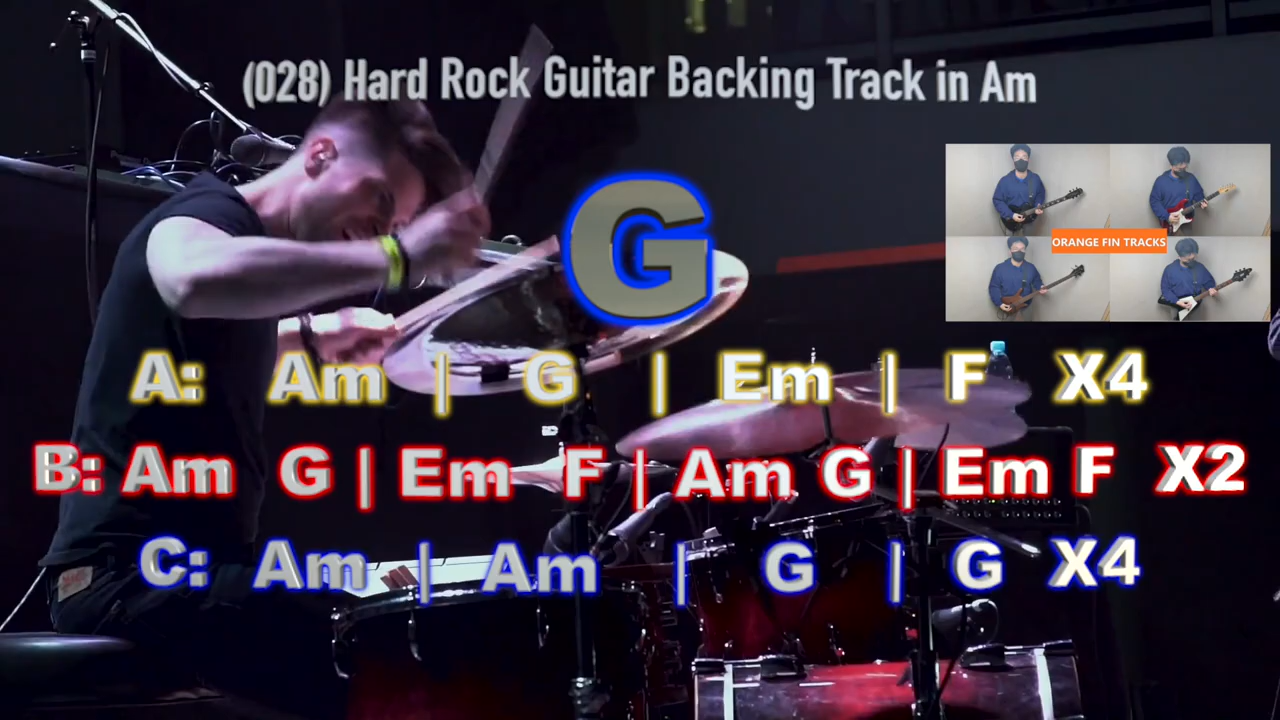 (028) Hard Rock Guitar Backing Track in Am
G
ORANGE FIN TRACKS
A: Am | G | Em | F X4
B: Am G | Em F | Am G | Em F X2
C: Am | Am | G | G X4